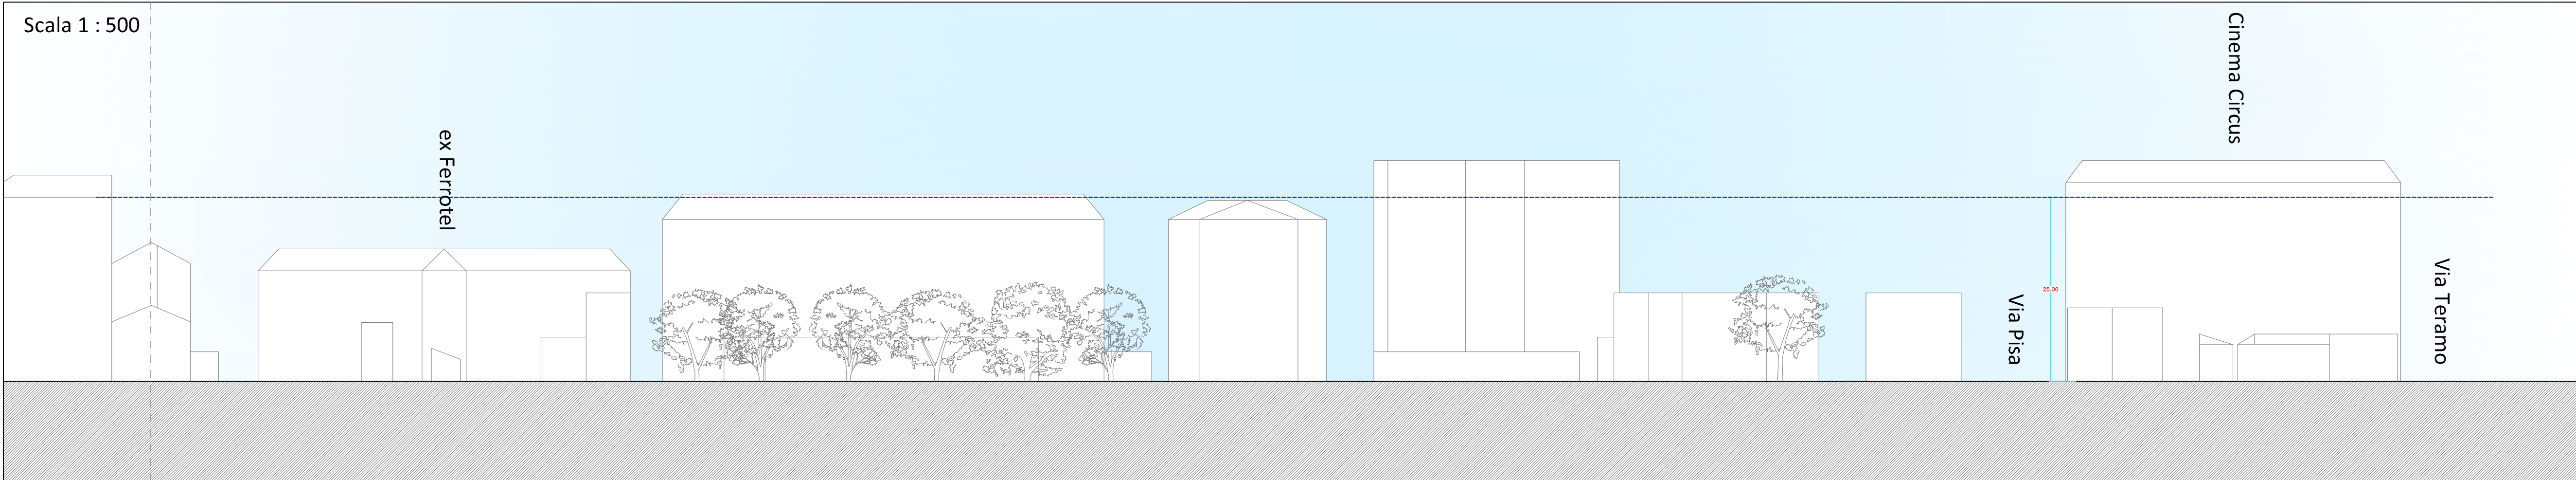 Scala 1 : 500
ex Ferrotel
25.00
Via Pisa
Cinema Circus
Via Teramo